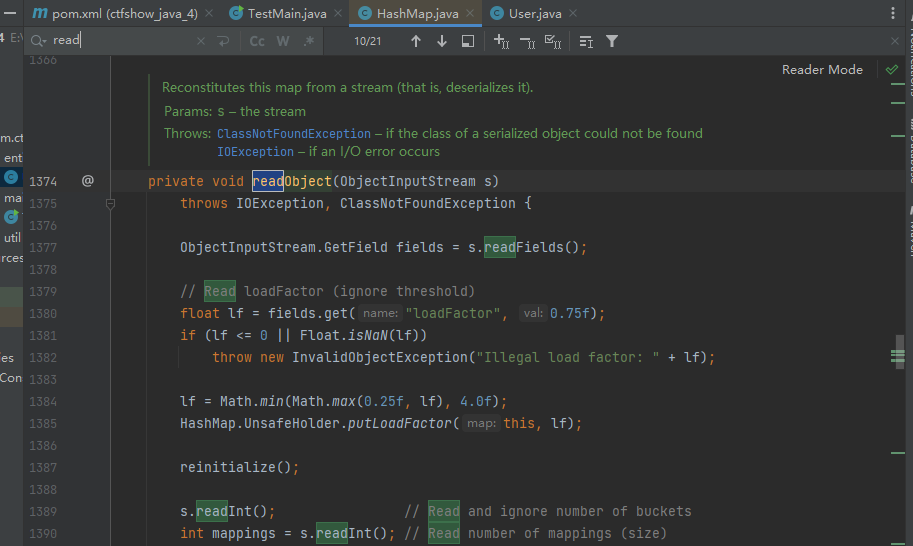 pom.xml (ctfshow_java_4)
TestMain.java
HashMap.java
User.java
4
read
Cc
W
.*
10/21
1366
Reader Mode
Reconstitutes this map from a stream (that is, deserializes it).
Params: s – the stream
Throws: ClassNotFoundException – if the class of a serialized object could not be found
IOException – if an I/O error occurs
m.ct
ent
mai
util
rces
es
Con
1374 @ private void readObject(ObjectInputStream s)
1375 throws IOException, ClassNotFoundException {
1376
1377 ObjectInputStream.GetField fields = s.readFields();
1378
1379 // Read loadFactor (ignore threshold)
1380 float lf = fields.get( name: "loadFactor", val: 0.75f);
1381 if (lf <= 0 || Float.isNaN(lf))
1382 throw new InvalidObjectException("Illegal load factor: " + lf);
1383
1384 lf = Math.min(Math.max(0.25f, lf), 4.0f);
1385 HashMap.UnsafeHolder.putLoadFactor( map: this, lf);
1386
1387 reinitialize();
1388
1389 s.readInt(); // Read and ignore number of buckets
1390 int mappings = s.readInt(); // Read number of mappings (size)